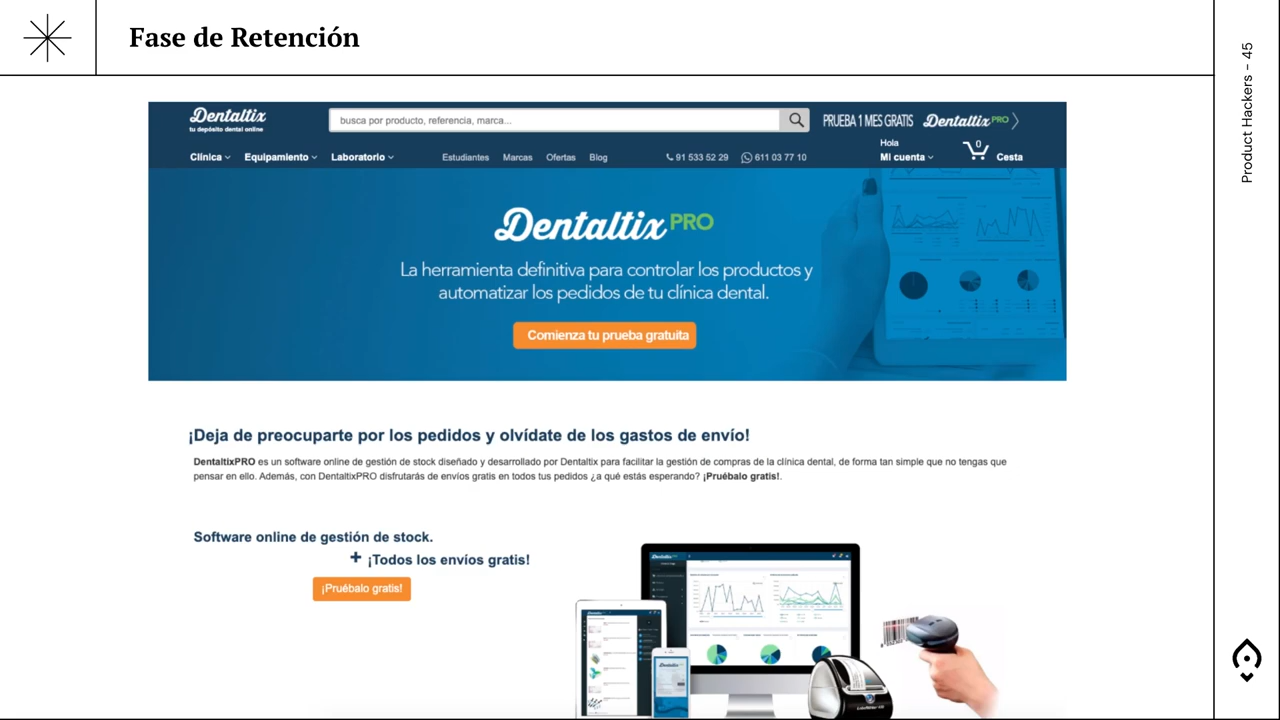 Fase de Retención
Product Hackers – 45
Dentaltix
tu depósito dental online
busca por producto, referencia, marca...
PRUEBA 1 MES GRATIS DentaltixPRO
Clínica Equipamiento Laboratorio Estudiantes Marcas Ofertas Blog 91 533 52 29 611 03 77 10
Hola
Mi cuenta
0
Cesta
Dentaltix PRO
La herramienta definitiva para controlar los productos y
automatizar los pedidos de tu clínica dental.
Comienza tu prueba gratuita
¡Deja de preocuparte por los pedidos y olvídate de los gastos de envío!
DentaltixPRO es un software online de gestión de stock diseñado y desarrollado por Dentaltix para facilitar la gestión de compras de la clínica dental, de forma tan simple que no tengas que
pensar en ello. Además, con DentaltixPRO disfrutarás de envíos gratis en todos tus pedidos ¿a qué estás esperando? ¡Pruébalo gratis!.
Software online de gestión de stock.
+ ¡Todos los envíos gratis!
¡Pruébalo gratis!
Dentaltix